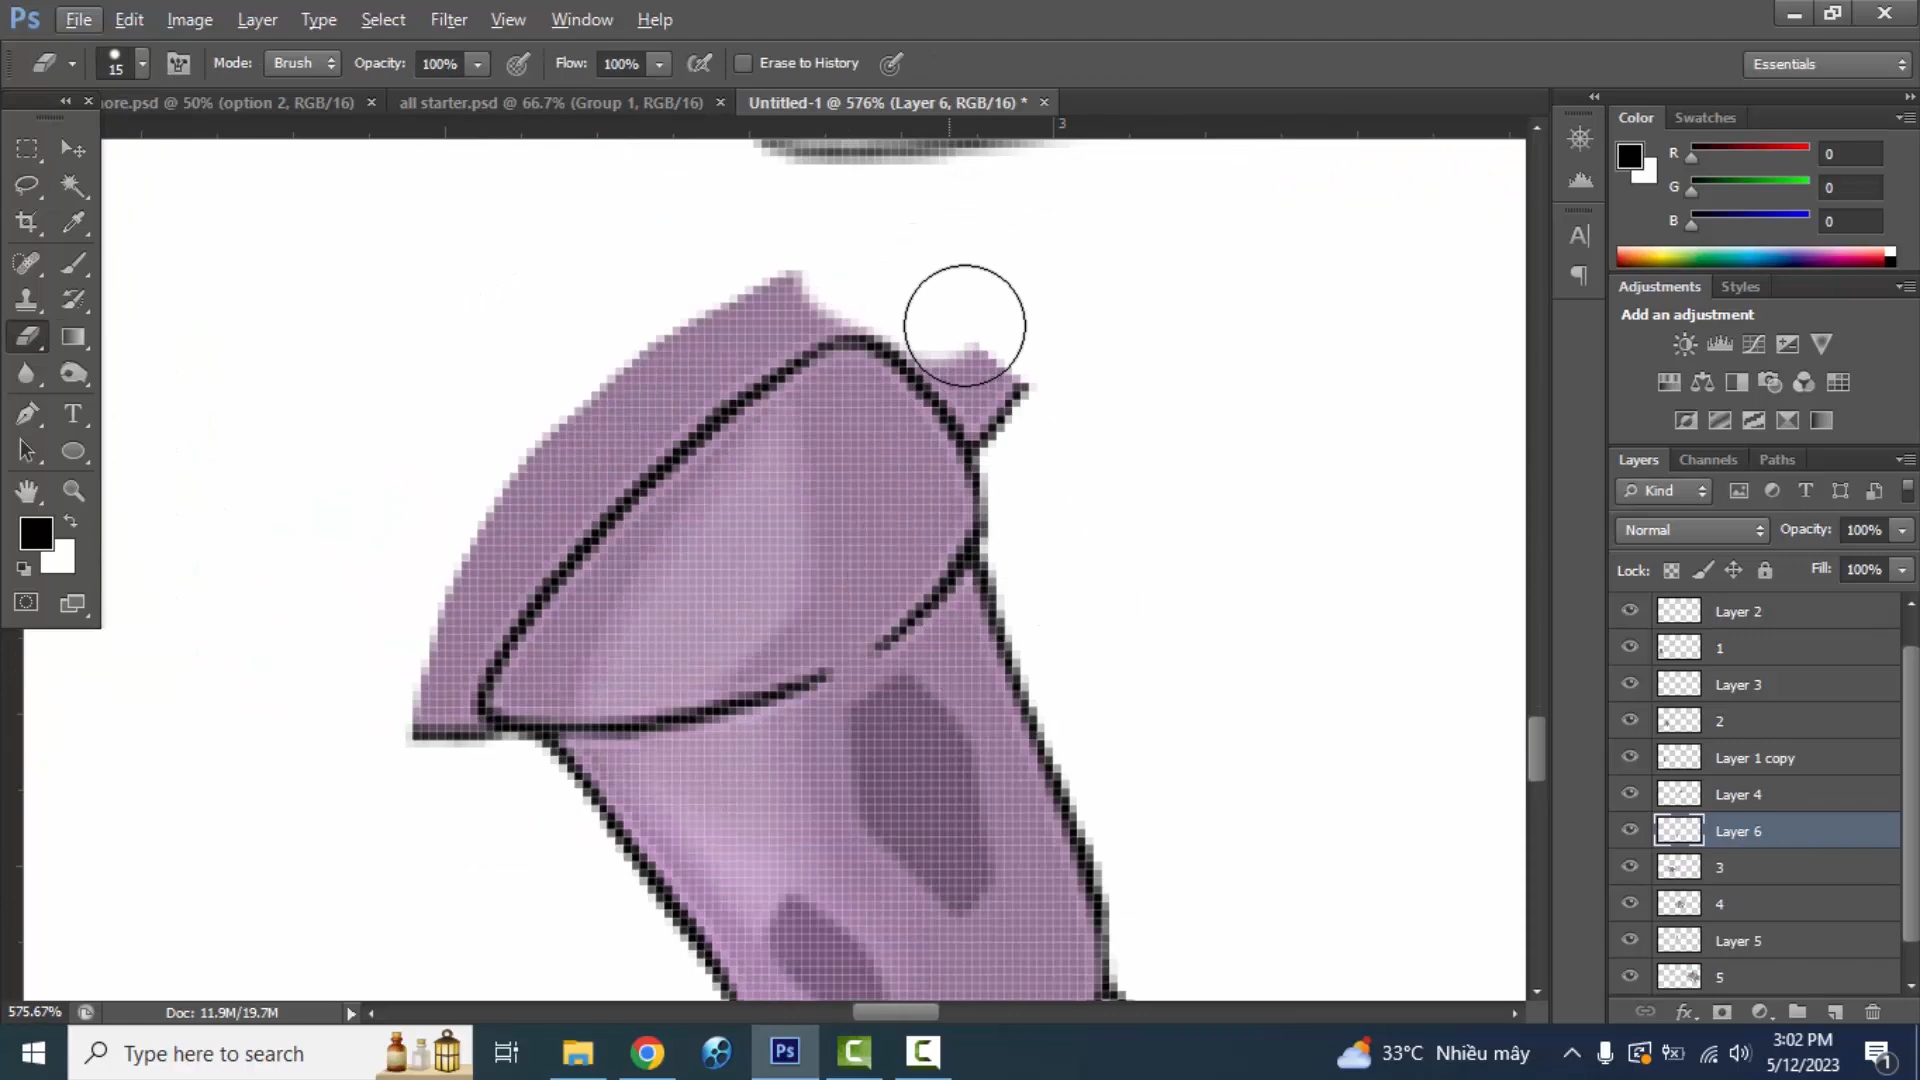 Ps File Edit Image Layer Type Select Filter View Window Help
15 Mode: Brush Opacity: 100% Flow: 100% Erase to History Essentials
ore.psd @ 50% (option 2, RGB/16) × all starter.psd @ 66.7% (Group 1, RGB/16) × Untitled-1 @ 576% (Layer 6, RGB/16) * ×
3
Color Swatches
R 0
G 0
B 0
Adjustments Styles
Add an adjustment
Layers Channels Paths
Kind
Normal Opacity: 100%
Lock: Fill: 100%
Layer 2
1
Layer 3
2
Layer 1 copy
Layer 4
Layer 6
3
4
Layer 5
5
575.67% Doc: 11.9M/19.7M
Type here to search
33°C Nhiều mây
3:02 PM
5/12/2023
1